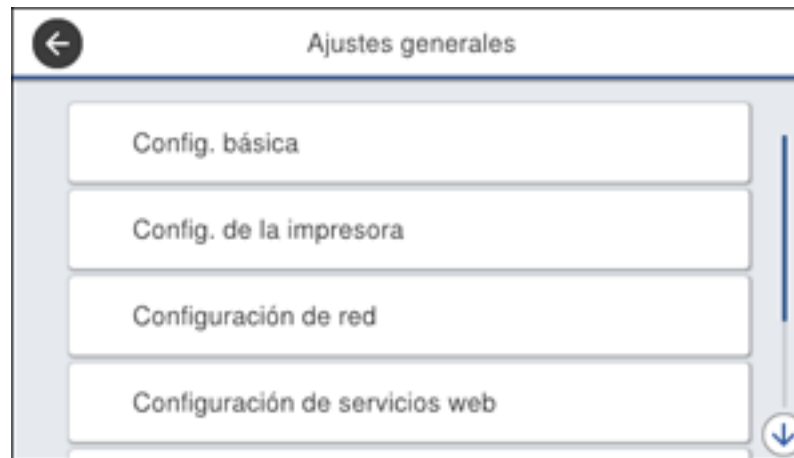 Ajustes generales
Config. básica
Config. de la impresora
Configuración de red
Configuración de servicios web